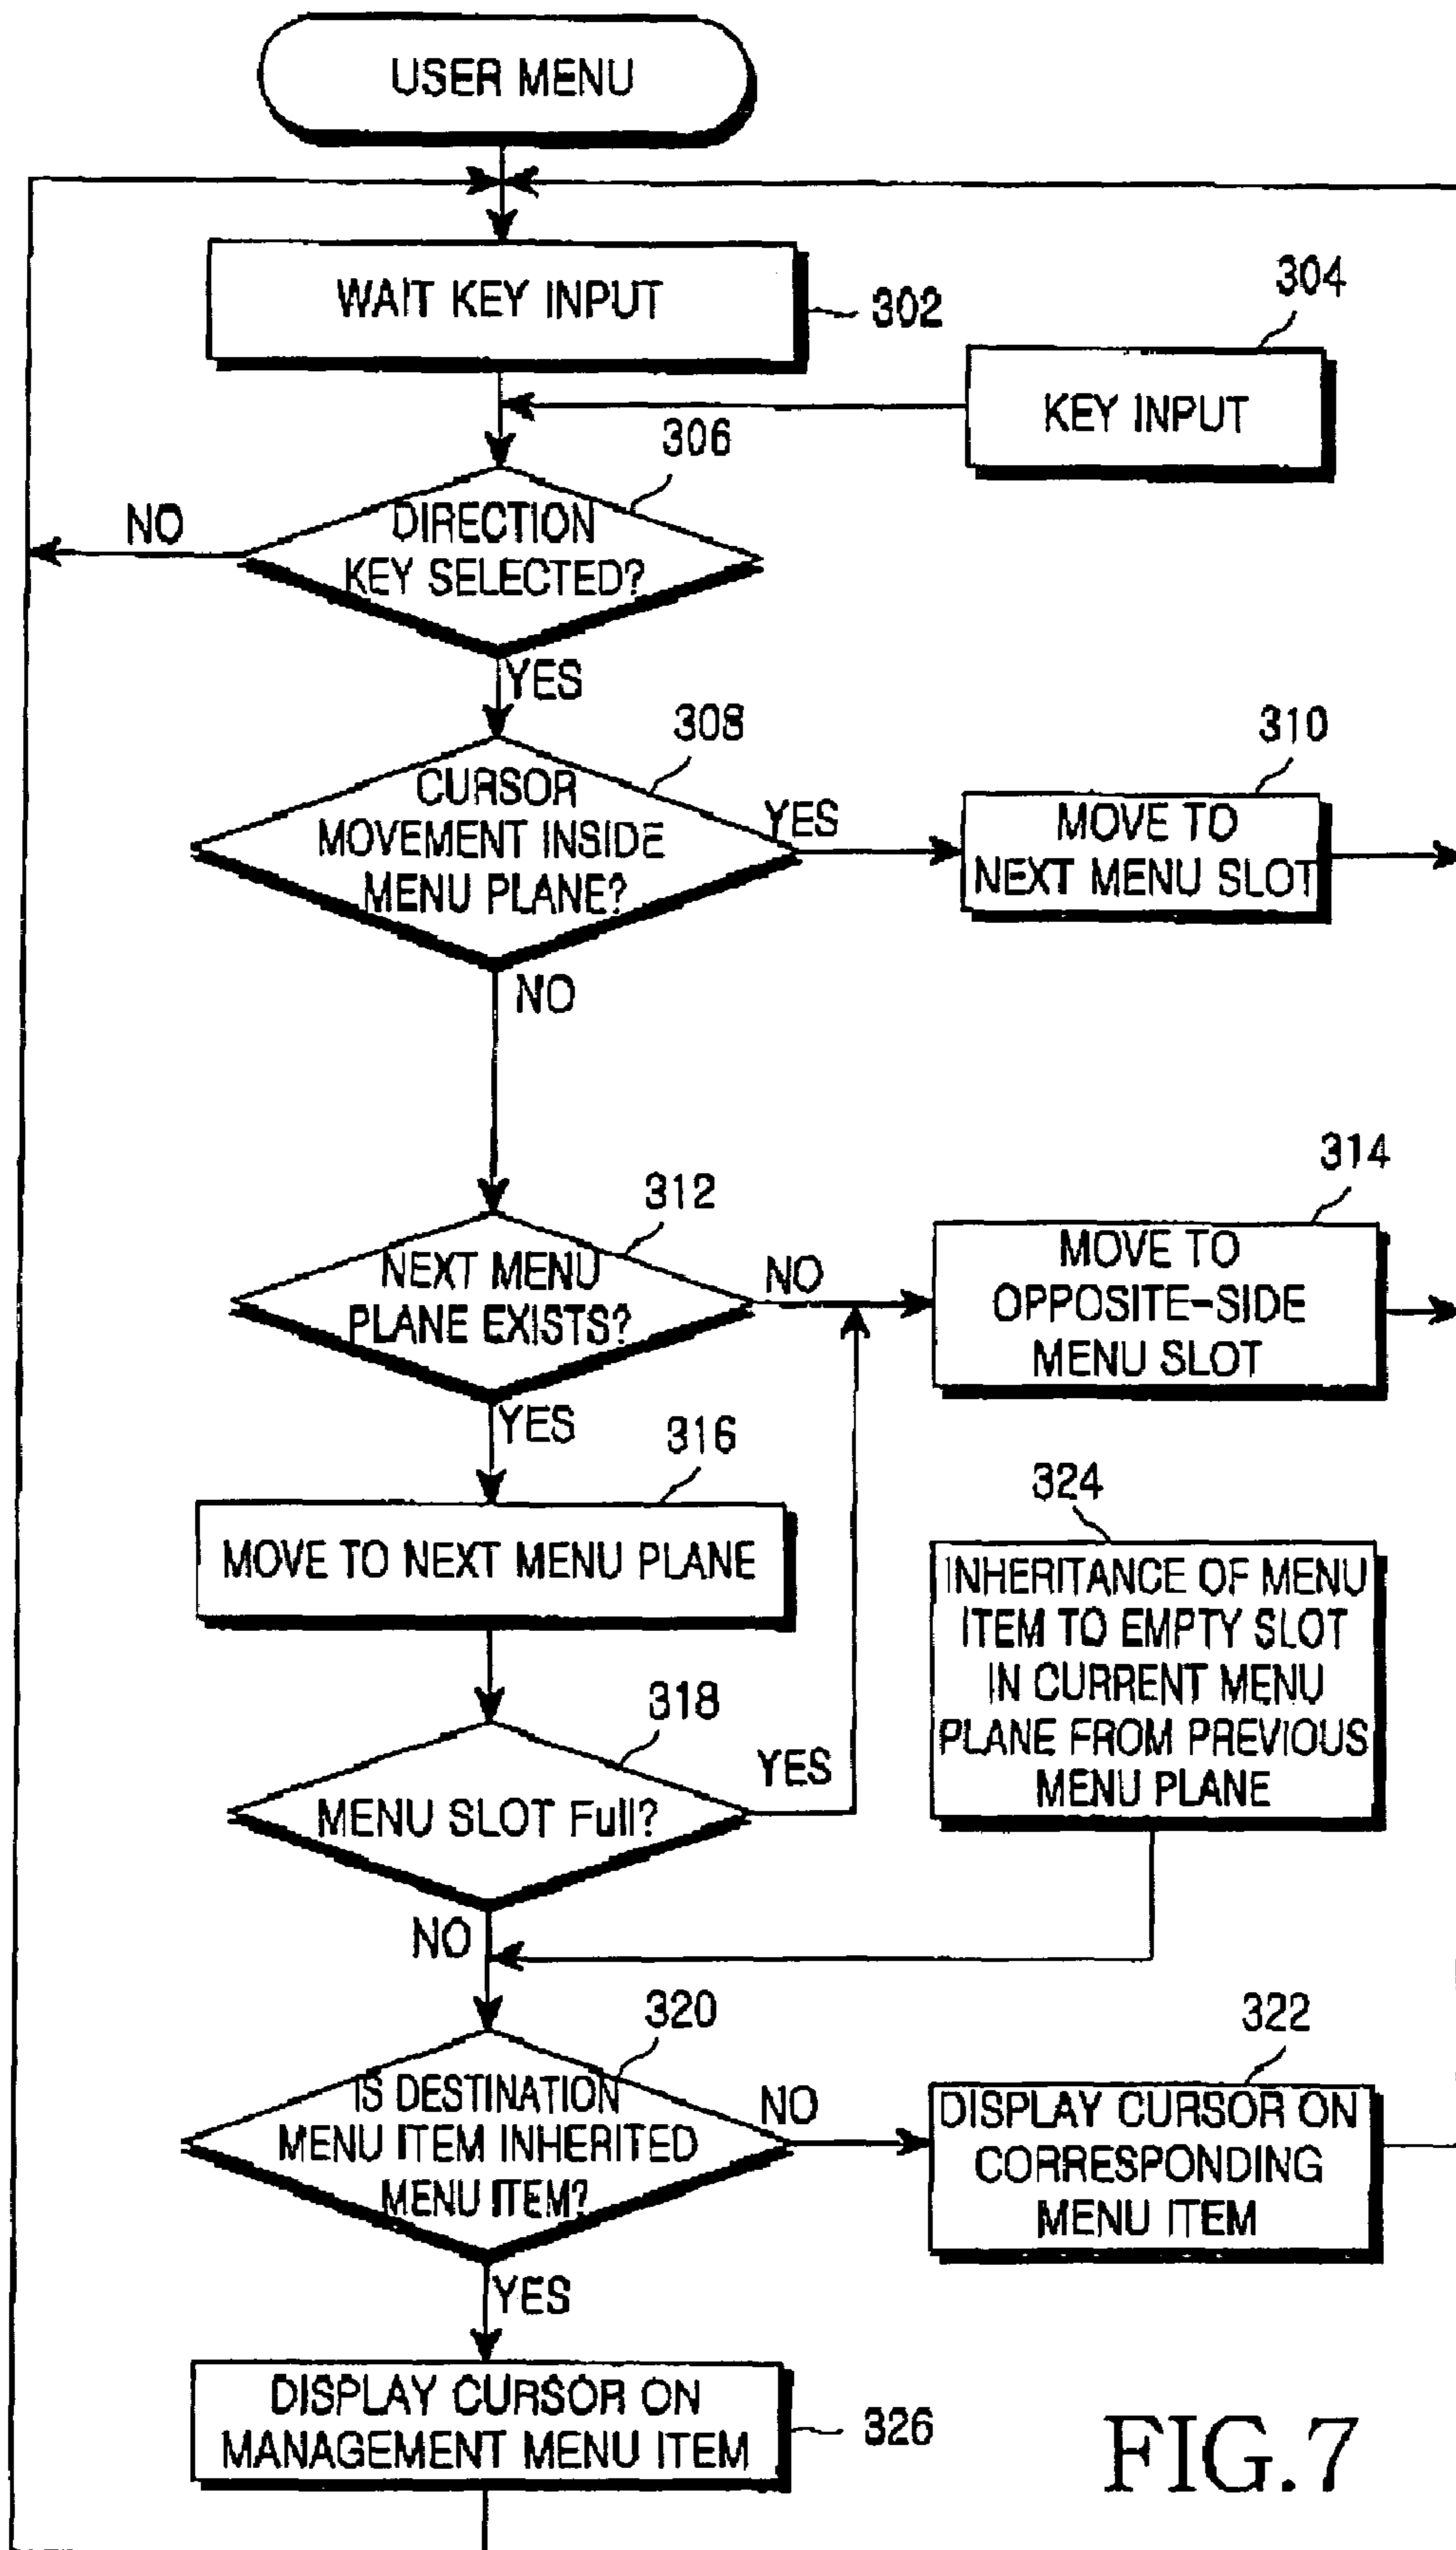 USER MENU
WAIT KEY INPUT
302
304
KEY INPUT
306
DIRECTION
KEY SELECTED?
NO
YES
308
CURSOR
MOVEMENT INSIDE
MENU PLANE?
YES
NO
310
MOVE TO
NEXT MENU SLOT
312
NEXT MENU
PLANE EXISTS?
NO
YES
314
MOVE TO
OPPOSITE-SIDE
MENU SLOT
316
MOVE TO NEXT MENU PLANE
318
MENU SLOT Full?
YES
NO
324
INHERITANCE OF MENU
ITEM TO EMPTY SLOT
IN CURRENT MENU
PLANE FROM PREVIOUS
MENU PLANE
320
IS DESTINATION
MENU ITEM INHERITED
MENU ITEM?
NO
YES
322
DISPLAY CURSOR ON
CORRESPONDING
MENU ITEM
DISPLAY CURSOR ON
MANAGEMENT MENU ITEM
326
FIG.7